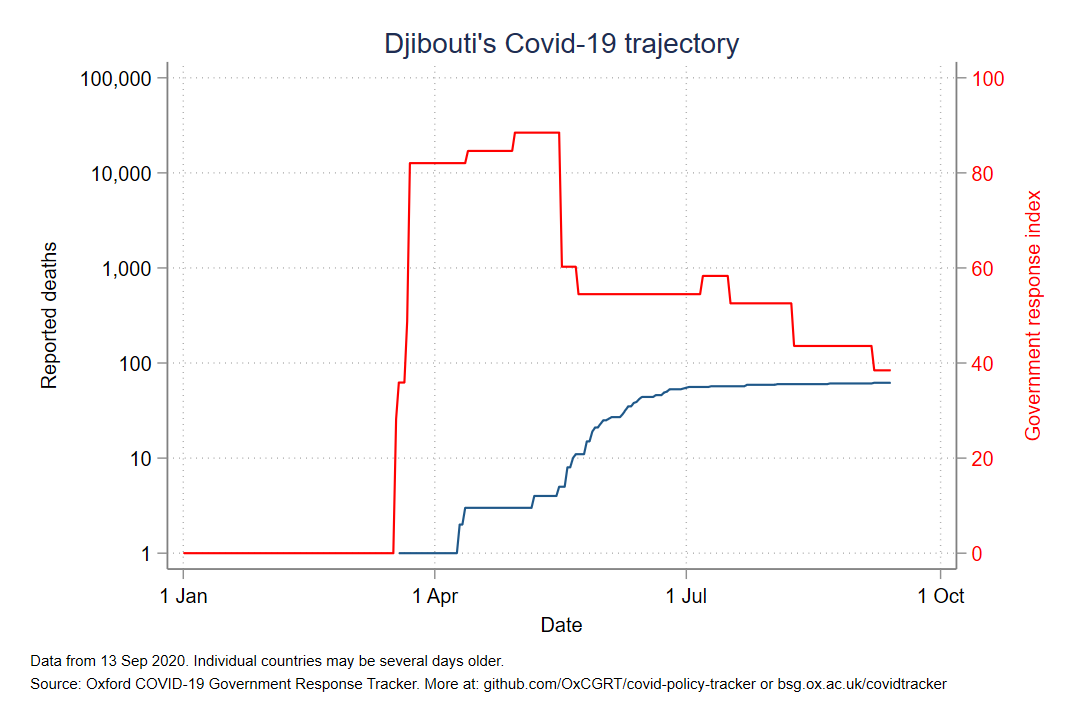 Djibouti's Covid-19 trajectory
100,000
10,000
1,000
100
10
1
Reported deaths
100
80
60
40
20
0
Government response index
1 Jan
1 Apr
1 Jul
1 Oct
Date
Data from 13 Sep 2020. Individual countries may be several days older.
Source: Oxford COVID-19 Government Response Tracker. More at: github.com/OxCGRT/covid-policy-tracker or bsg.ox.ac.uk/covidtracker